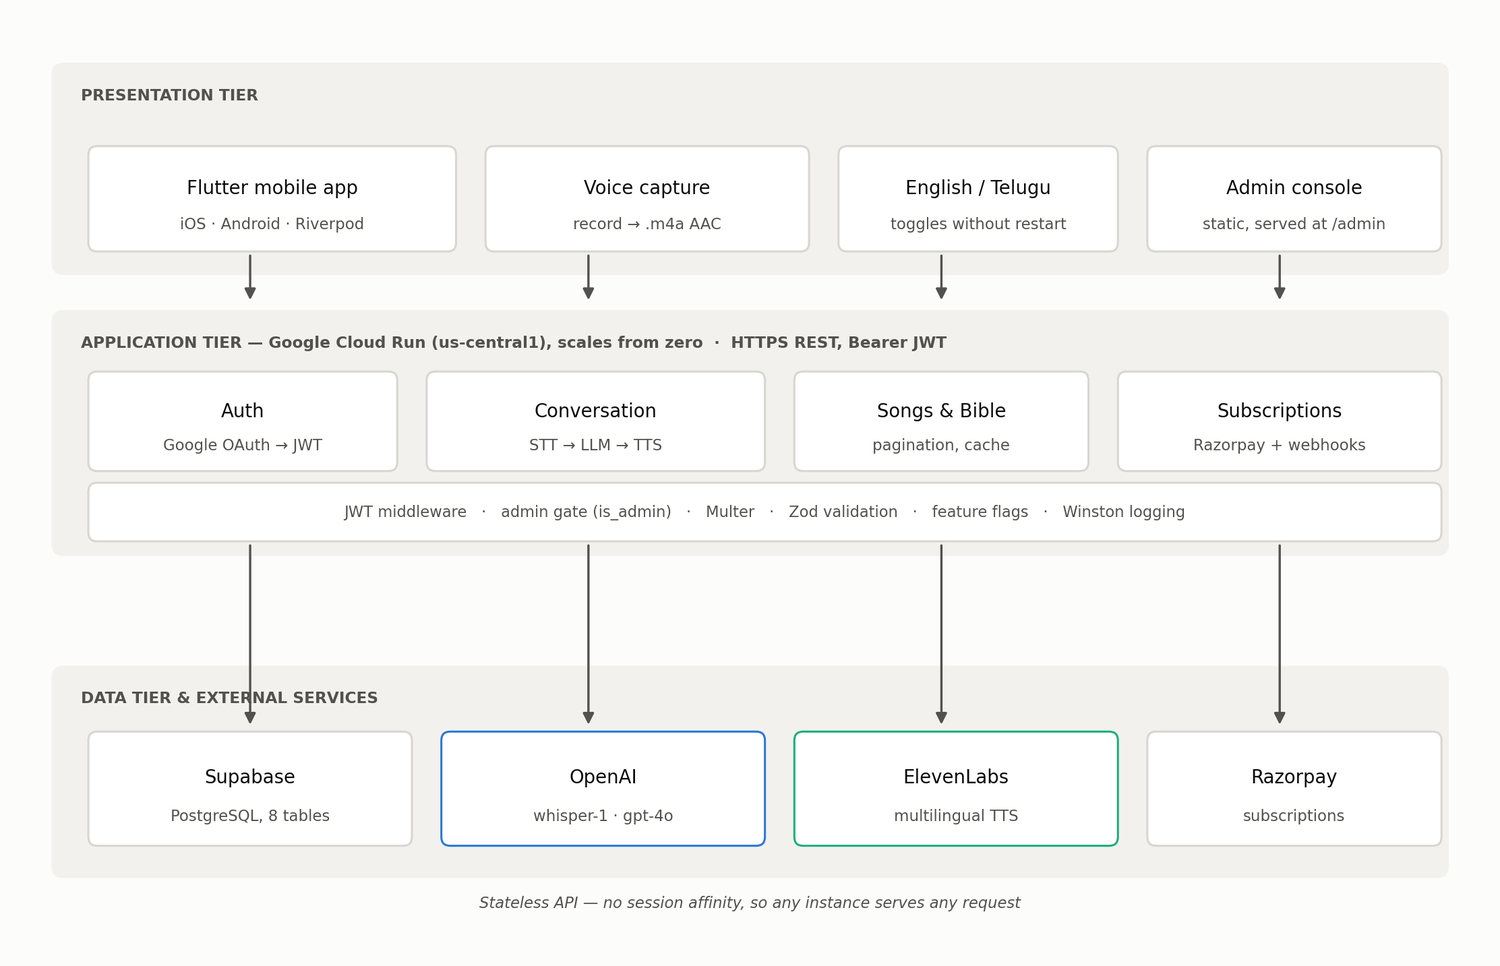 PRESENTATION TIER
Flutter mobile app
iOS · Android · Riverpod
Voice capture
record → .m4a AAC
English / Telugu
toggles without restart
Admin console
static, served at /admin
APPLICATION TIER — Google Cloud Run (us-central1), scales from zero · HTTPS REST, Bearer JWT
Auth
Google OAuth → JWT
Conversation
STT → LLM → TTS
Songs & Bible
pagination, cache
Subscriptions
Razorpay + webhooks
JWT middleware · admin gate (is_admin) · Multer · Zod validation · feature flags · Winston logging
DATA TIER & EXTERNAL SERVICES
Supabase
PostgreSQL, 8 tables
OpenAI
whisper-1 · gpt-4o
ElevenLabs
multilingual TTS
Razorpay
subscriptions
Stateless API — no session affinity, so any instance serves any request